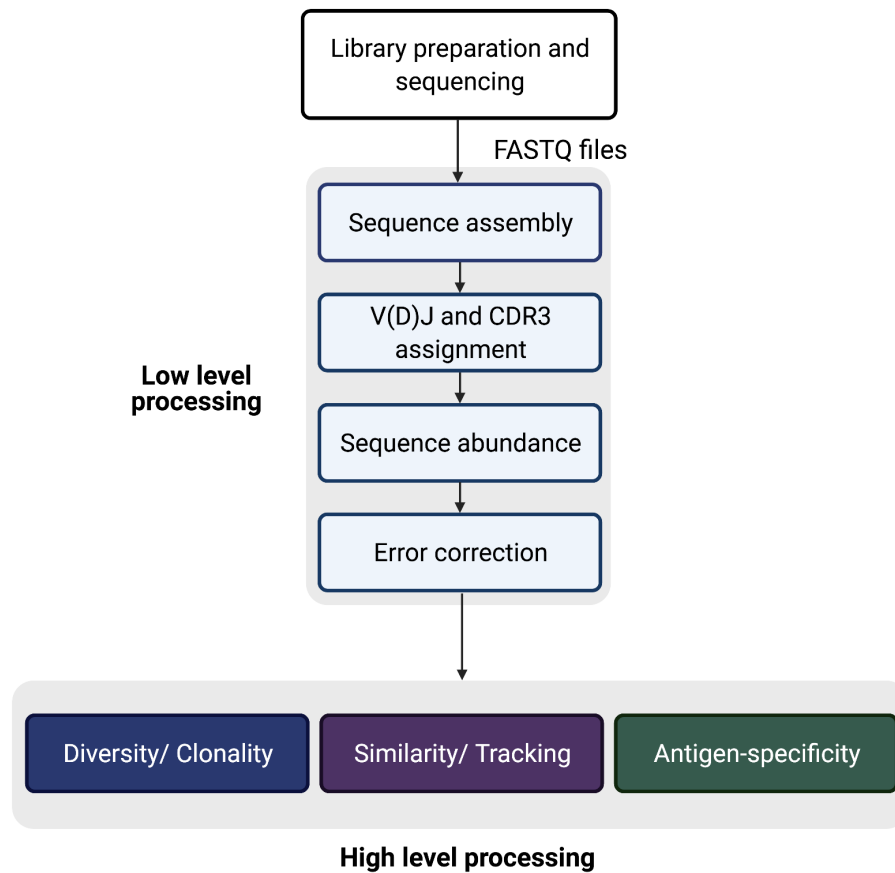 Library preparation and
sequencing
FASTQ files
Sequence assembly
V(D)J and CDR3
assignment
Low level
processing
Sequence abundance
Error correction
Diversity/ Clonality
Similarity/ Tracking
Antigen-specificity
High level processing